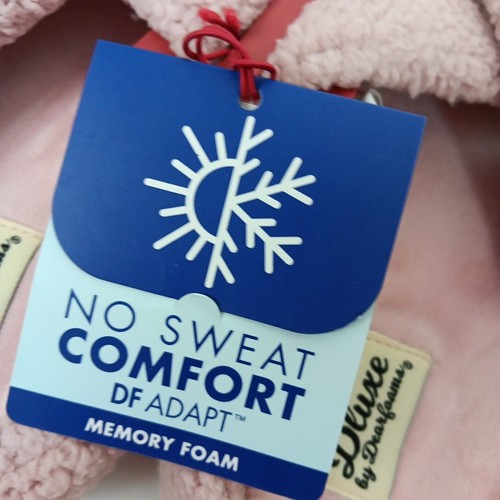 NO SWEAT
COMFORT
DF ADAPT™
MEMORY FOAM
Dluxe
by Dearfoams®